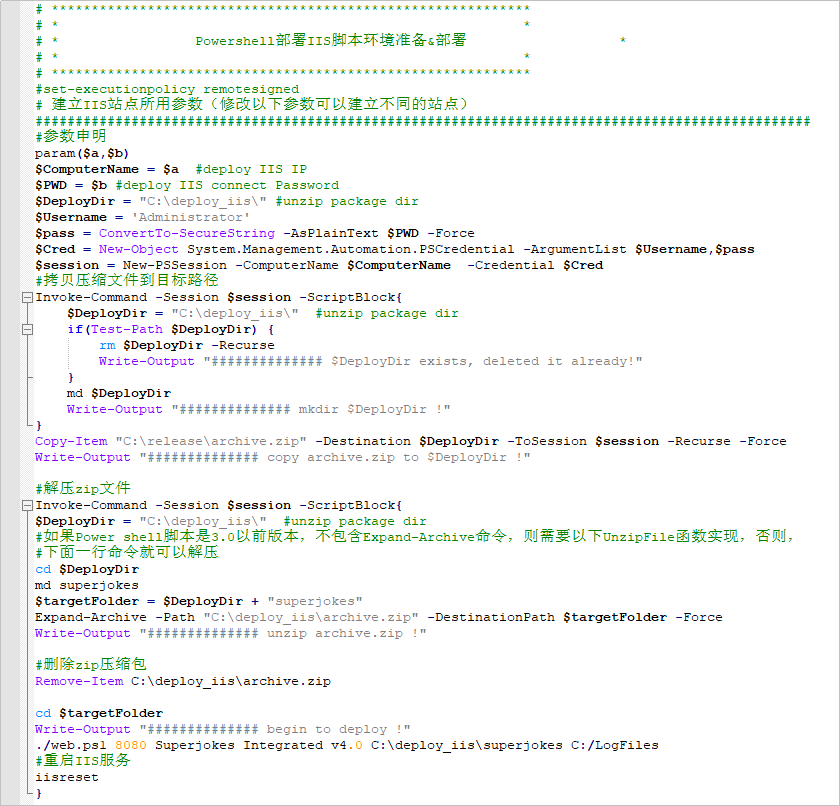 # ************************************************************
# *                                                          *
# *                 Powershell部署IIS脚本环境准备&部署                   *
# *                                                          *
# ************************************************************
#set-executionpolicy remotesigned
# 建立IIS站点所用参数（修改以下参数可以建立不同的站点）
#################################################################################################
#参数申明
param($a,$b)
$ComputerName = $a  #deploy IIS IP
$PWD = $b #deploy IIS connect Password
$DeployDir = "C:\deploy_iis\" #unzip package dir
$Username = 'Administrator'
$pass = ConvertTo-SecureString -AsPlainText $PWD -Force
$Cred = New-Object System.Management.Automation.PSCredential -ArgumentList $Username,$pass
$session = New-PSSession -ComputerName $ComputerName  -Credential $Cred
#拷贝压缩文件到目标路径
Invoke-Command -Session $session -ScriptBlock{
    $DeployDir = "C:\deploy_iis\"  #unzip package dir
    if(Test-Path $DeployDir) {
        rm $DeployDir -Recurse
        Write-Output "############## $DeployDir exists, deleted it already!"
    }
    md $DeployDir
    Write-Output "############## mkdir $DeployDir !"
}
Copy-Item "C:\release\archive.zip" -Destination $DeployDir -ToSession $session -Recurse -Force
Write-Output "############## copy archive.zip to $DeployDir !"
#解压zip文件
Invoke-Command -Session $session -ScriptBlock{
$DeployDir = "C:\deploy_iis\"  #unzip package dir
#如果Power shell脚本是3.0以前版本，不包含Expand-Archive命令，则需要以下UnzipFile函数实现，否则，
#下面一行命令就可以解压
cd $DeployDir
md superjokes
$targetFolder = $DeployDir + "superjokes"
Expand-Archive -Path "C:\deploy_iis\archive.zip" -DestinationPath $targetFolder -Force
Write-Output "############## unzip archive.zip !"
#删除zip压缩包
Remove-Item C:\deploy_iis\archive.zip
cd $targetFolder
Write-Output "############## begin to deploy !"
./web.ps1 8080 Superjokes Integrated v4.0 C:\deploy_iis\superjokes C:/LogFiles
#重启IIS服务
iisreset
}